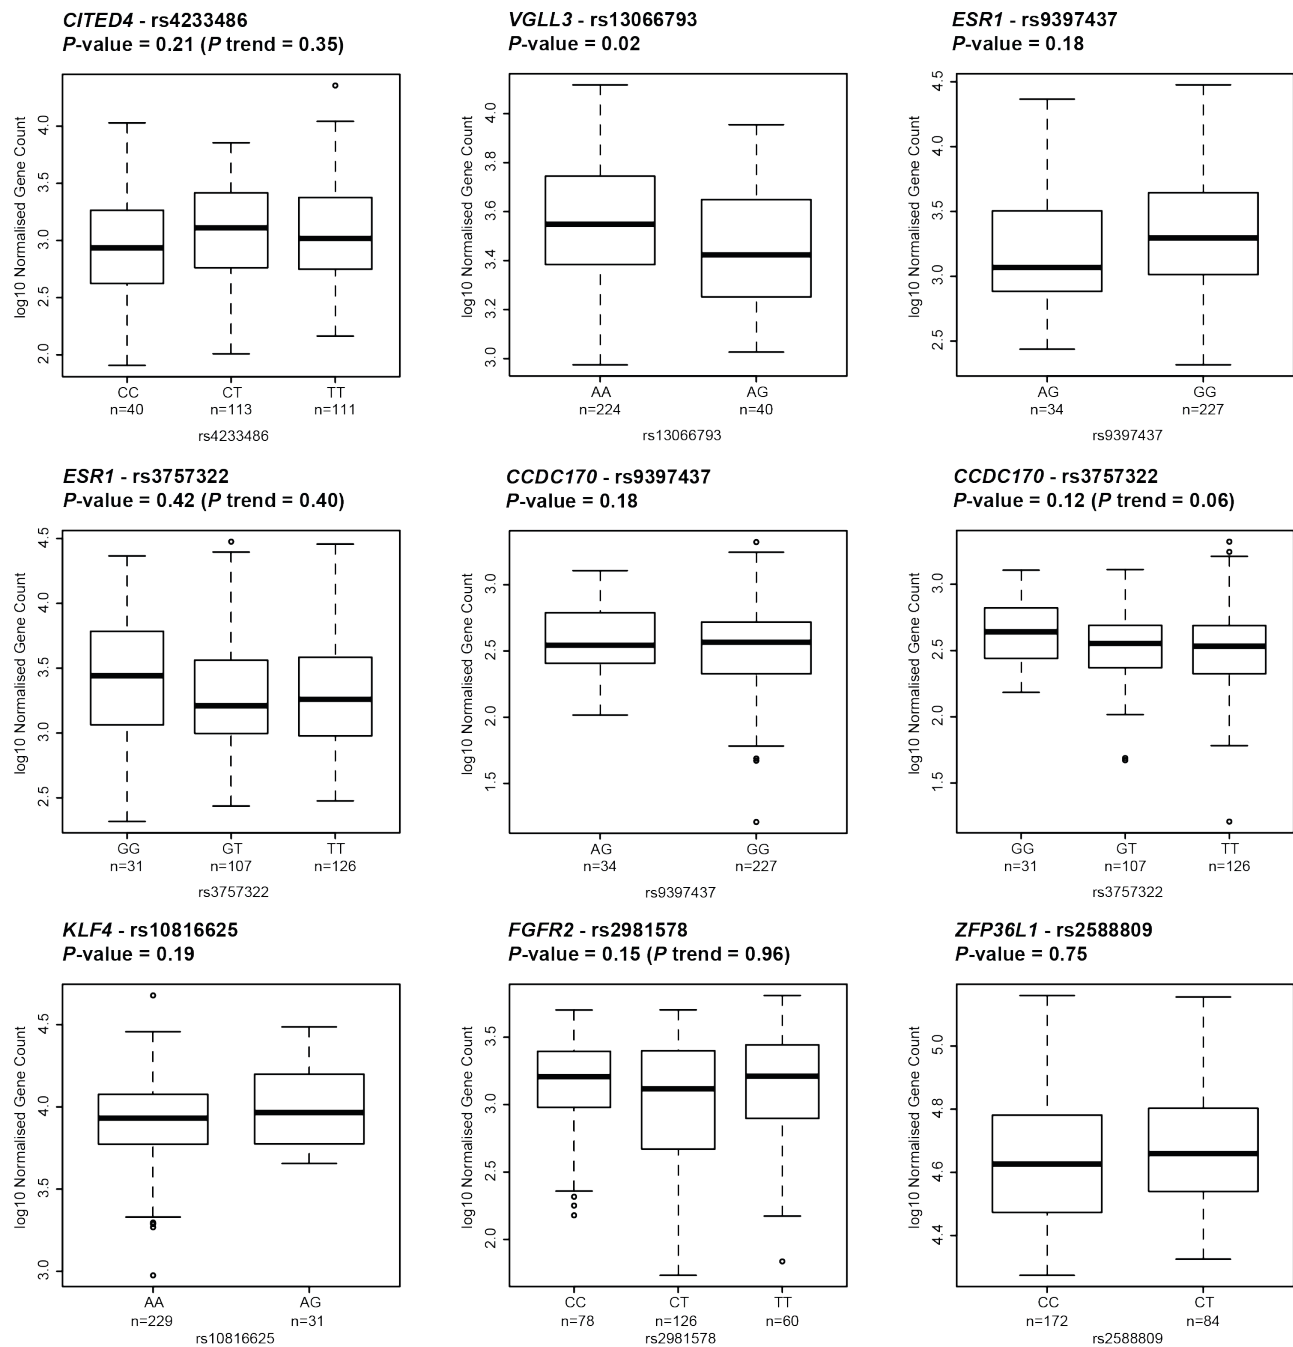 CITED4 - rs4233486
P-value = 0.21 (P trend = 0.35)
log10 Normalised Gene Count
4.0
3.5
3.0
2.5
2.0
CC CT TT
n=40 n=113 n=111
rs4233486
VGLL3 - rs13066793
P-value = 0.02
log10 Normalised Gene Count
4.0
3.8
3.6
3.4
3.2
3.0
AA AG
n=224 n=40
rs13066793
ESR1 - rs9397437
P-value = 0.18
log10 Normalised Gene Count
4.5
4.0
3.5
3.0
2.5
AG GG
n=34 n=227
rs9397437
ESR1 - rs3757322
P-value = 0.42 (P trend = 0.40)
log10 Normalised Gene Count
4.5
4.0
3.5
3.0
2.5
GG GT TT
n=31 n=107 n=126
rs3757322
CCDC170 - rs9397437
P-value = 0.18
log10 Normalised Gene Count
3.0
2.5
2.0
1.5
AG GG
n=34 n=227
rs9397437
CCDC170 - rs3757322
P-value = 0.12 (P trend = 0.06)
log10 Normalised Gene Count
3.0
2.5
2.0
1.5
GG GT TT
n=31 n=107 n=126
rs3757322
KLF4 - rs10816625
P-value = 0.19
log10 Normalised Gene Count
4.5
4.0
3.5
3.0
AA AG
n=229 n=31
rs10816625
FGFR2 - rs2981578
P-value = 0.15 (P trend = 0.96)
log10 Normalised Gene Count
3.5
3.0
2.5
2.0
CC CT TT
n=78 n=126 n=60
rs2981578
ZFP36L1 - rs2588809
P-value = 0.75
log10 Normalised Gene Count
5.0
4.8
4.6
4.4
CC CT
n=172 n=84
rs2588809